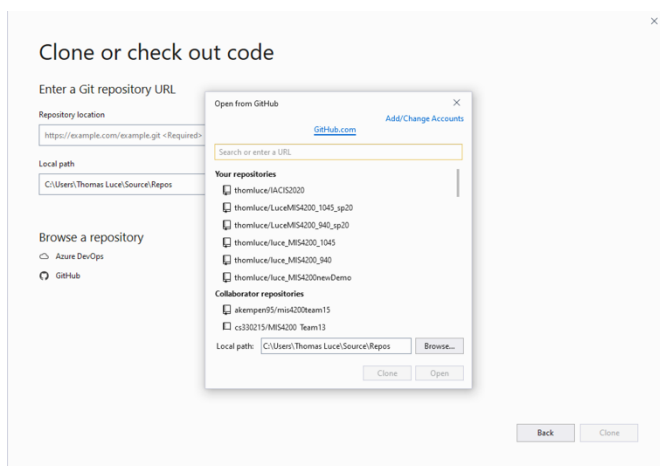 Clone or check out code
Enter a Git repository URL
Repository location
https://example.com/example.git <Required>
Local path
C:\Users\Thomas Luce\Source\Repos
Browse a repository
Azure DevOps
GitHub
Open from GitHub
Add/Change Accounts
GitHub.com
Search or enter a URL
Your repositories
thomluce/IACIS2020
thomluce/LuceMIS4200_1045_sp20
thomluce/LuceMIS4200_940_sp20
thomluce/luce_MIS4200_1045
thomluce/luce_MIS4200_940
thomluce/luce_MIS4200newDemo
Collaborator repositories
akempen95/mis4200team15
cs330215/MIS4200 Team13
Local path: C:\Users\Thomas Luce\Source\Repos Browse...
Clone Open
Back Clone